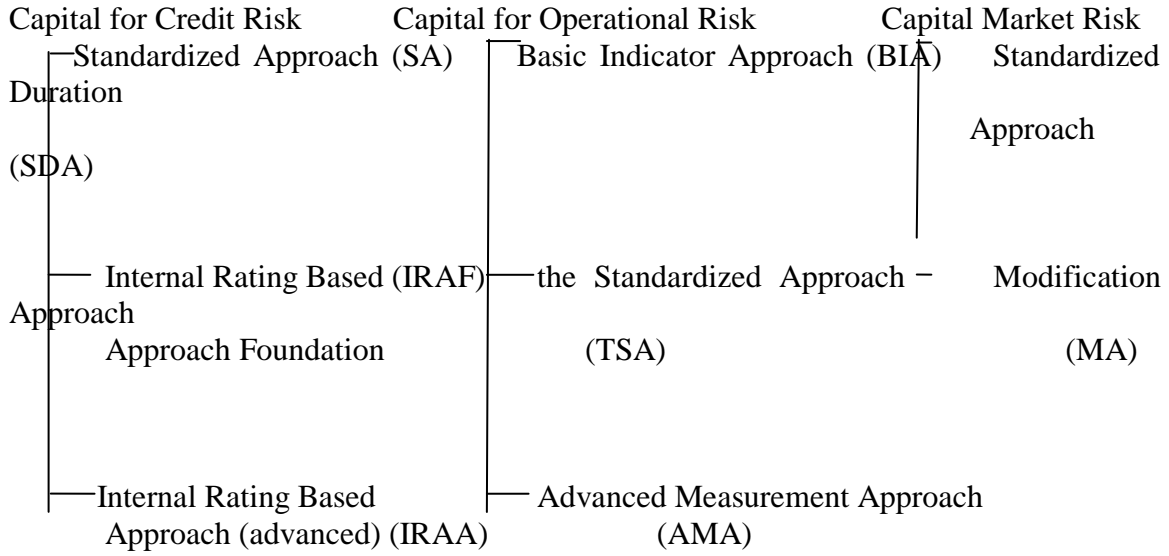 Capital for Credit Risk Capital for Operational Risk Capital Market Risk
Standardized Approach (SA) Basic Indicator Approach (BIA) Standardized
Duration
Approach
(SDA)
Internal Rating Based (IRAF) the Standardized Approach – Modification
Approach
Approach Foundation (TSA) (MA)
Internal Rating Based Advanced Measurement Approach
Approach (advanced) (IRAA) (AMA)